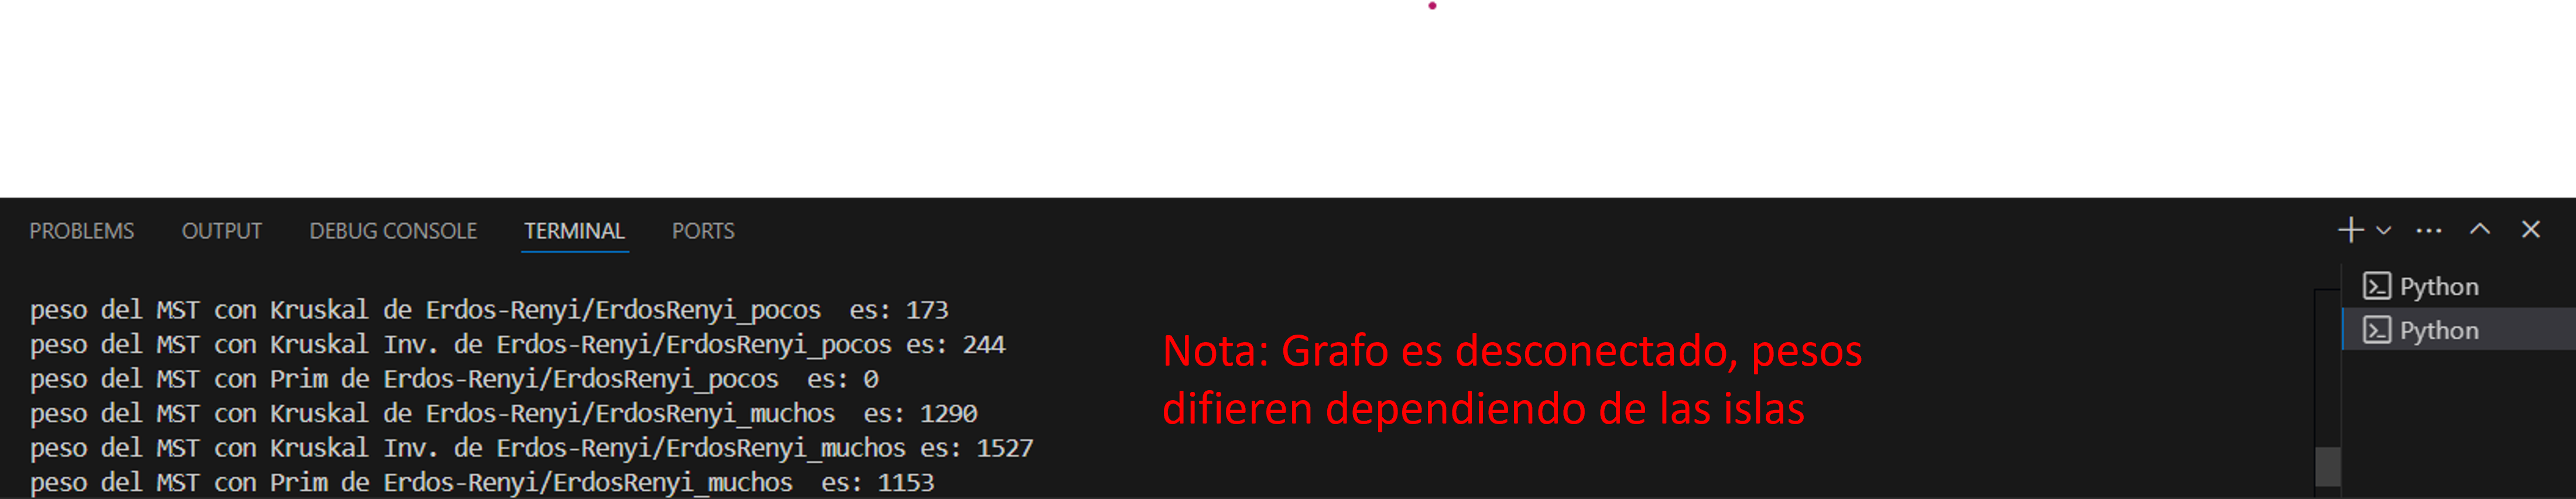 PROBLEMS OUTPUT DEBUG CONSOLE TERMINAL PORTS
Python
Python
peso del MST con Kruskal de Erdos-Renyi/ErdosRenyi_pocos  es: 173
peso del MST con Kruskal Inv. de Erdos-Renyi/ErdosRenyi_pocos es: 244
peso del MST con Prim de Erdos-Renyi/ErdosRenyi_pocos  es: 0
peso del MST con Kruskal de Erdos-Renyi/ErdosRenyi_muchos  es: 1290
peso del MST con Kruskal Inv. de Erdos-Renyi/ErdosRenyi_muchos es: 1527
peso del MST con Prim de Erdos-Renyi/ErdosRenyi_muchos  es: 1153
Nota: Grafo es desconectado, pesos
difieren dependiendo de las islas